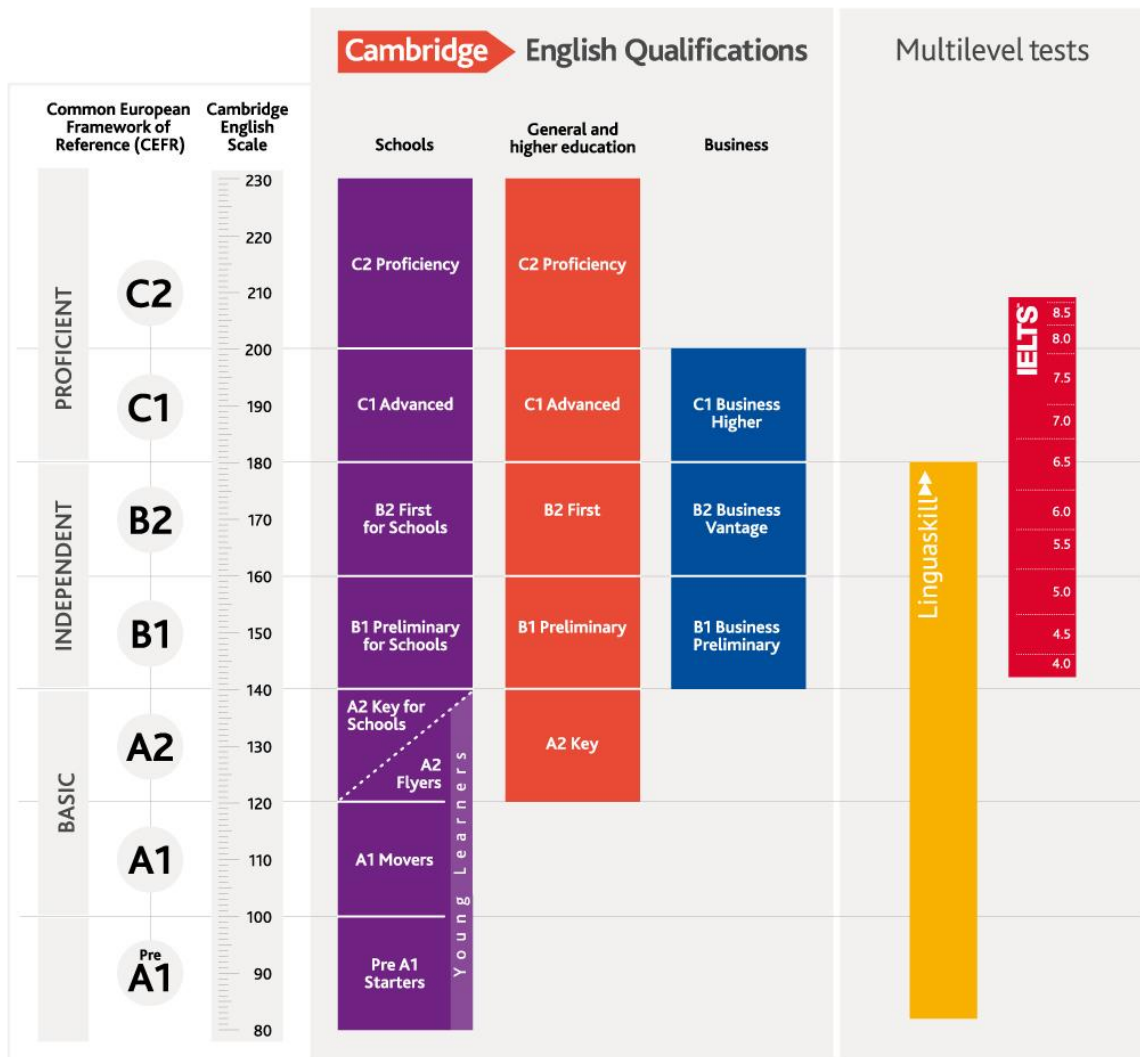 Cambridge English Qualifications
Multilevel tests
Common European
Framework of
Reference (CEFR)
Cambridge
English
Scale
Schools
General and
higher education
Business
PROFICIENT
C2
C1
INDEPENDENT
B2
B1
BASIC
A2
A1
Pre
A1
230
220
210
200
190
180
170
160
150
140
130
120
110
100
90
80
C2 Proficiency
C1 Advanced
B2 First
for Schools
B1 Preliminary
for Schools
A2 Key for
Schools
A2
Flyers
A1 Movers
Pre A1
Starters
Young Learners
C2 Proficiency
C1 Advanced
B2 First
B1 Preliminary
A2 Key
C1 Business
Higher
B2 Business
Vantage
B1 Business
Preliminary
Linguaskill
IELTS
8.5
8.0
7.5
7.0
6.5
6.0
5.5
5.0
4.5
4.0